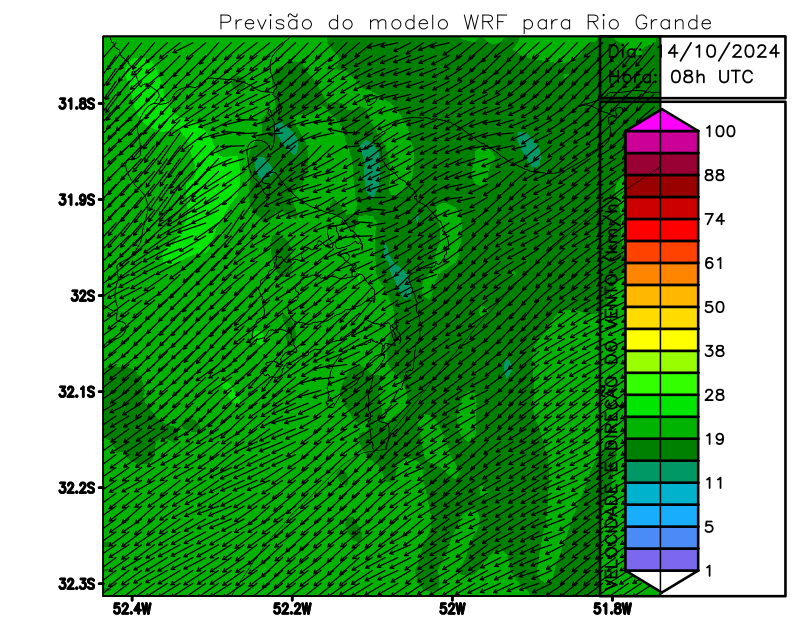 Previsão do modelo WRF para Rio Grande
Dia: 14/10/2024
Hora: 08h UTC
31.8S
31.9S
32S
32.1S
32.2S
32.3S
52.4W
52.2W
52W
51.8W
VELOCIDADE E DIREÇÃO DO VENTO (km/h)
100
88
74
61
50
38
28
19
11
5
1